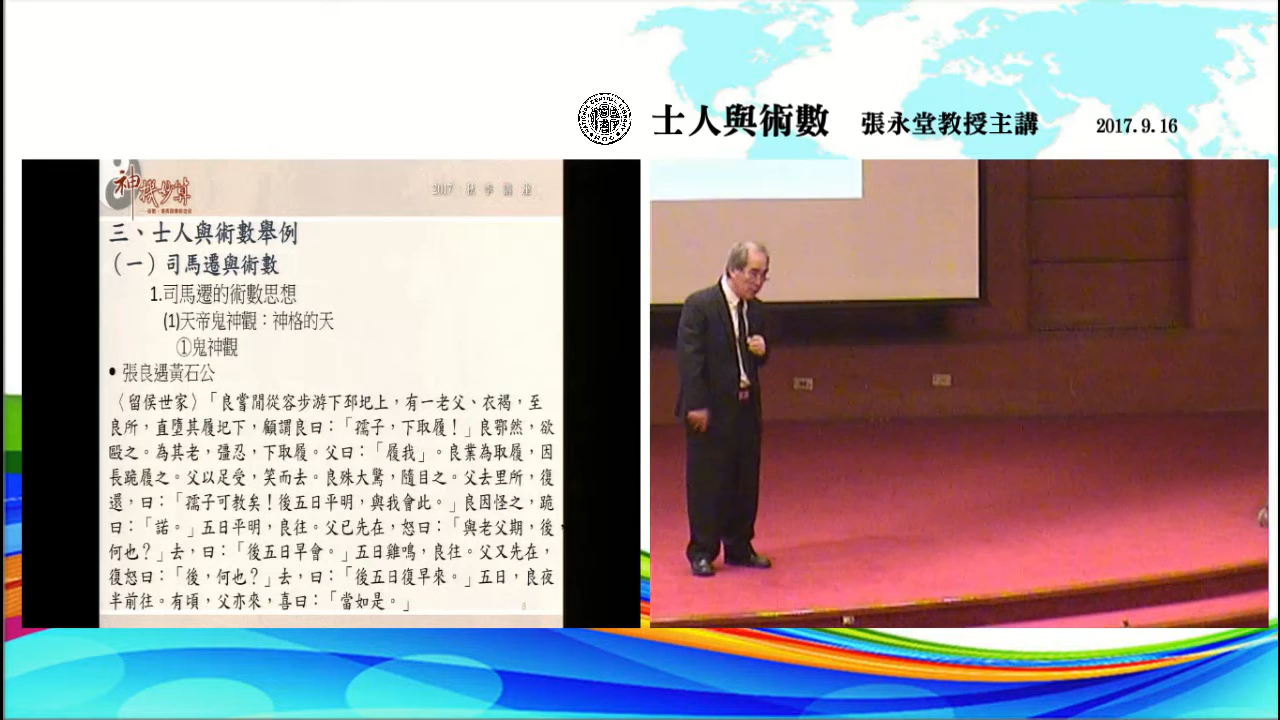 士人與術數 張永堂教授主講 2017.9.16
神機妙算
2017 秋季講座
三、士人與術數舉例
（一）司馬遷與術數
1.司馬遷的術數思想
(1)天帝鬼神觀：神格的天
①鬼神觀
• 張良遇黃石公
〈留侯世家〉「良嘗閒從容步游下邳圯上，有一老父、衣褐，至
良所，直墮其履圯下，顧謂良曰：「孺子，下取履！」良鄂然，欲
毆之。為其老，彊忍，下取履。父曰：「履我」。良業為取履，因
長跪履之。父以足受，笑而去。良殊大驚，隨目之。父去里所，復
還，曰：「孺子可教矣！後五日平明，與我會此。」良因怪之，跪
曰：「諾。」五日平明，良往。父已先在，怒曰：「與老父期，後，
何也？」去，曰：「後五日早會。」五日雞鳴，良往。父又先在，
復怒曰：「後，何也？」去，曰：「後五日復早來。」五日，良夜
半前往。有頃，父亦來，喜曰：「當如是。」
8